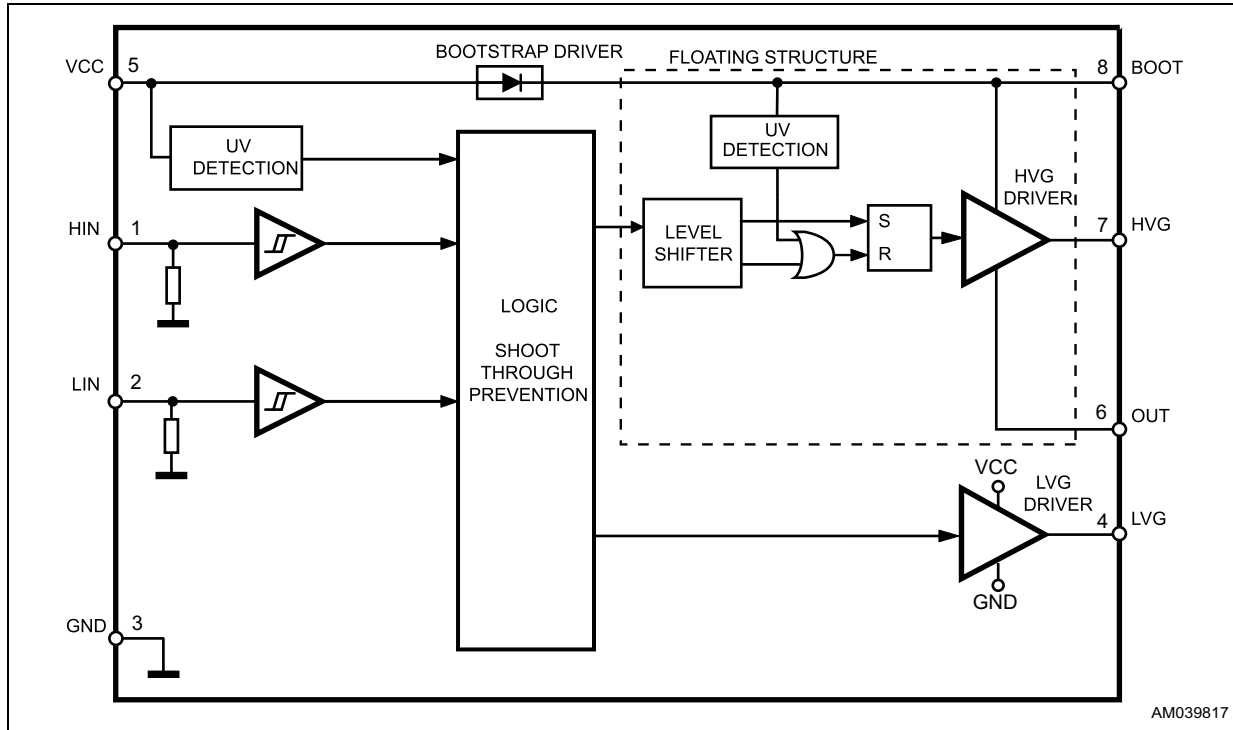 BOOTSTRAP DRIVER
FLOATING STRUCTURE
VCC
5
8
BOOT
UV
DETECTION
UV
DETECTION
HVG
DRIVER
HIN
1
LEVEL
SHIFTER
S
R
7
HVG
LOGIC
SHOOT
THROUGH
PREVENTION
LIN
2
6
OUT
VCC
LVG
DRIVER
4
LVG
GND
GND
3
AM039817